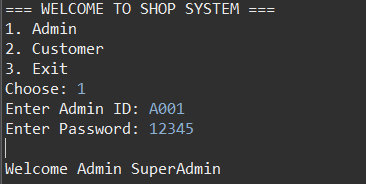 === WELCOME TO SHOP SYSTEM ===
1. Admin
2. Customer
3. Exit
Choose: 1
Enter Admin ID: A001
Enter Password: 12345
Welcome Admin SuperAdmin